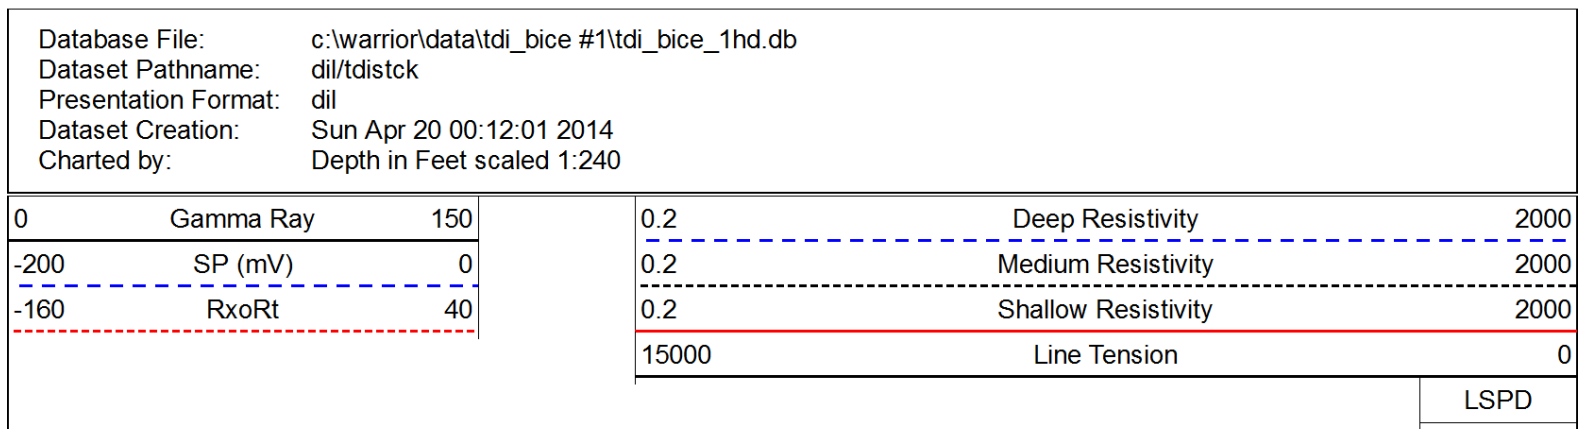 Database File: c:\warrior\data\tdi_bice #1\tdi_bice_1hd.db
Dataset Pathname: dil/tdistck
Presentation Format: dil
Dataset Creation: Sun Apr 20 00:12:01 2014
Charted by: Depth in Feet scaled 1:240
0 Gamma Ray 150
-200 SP (mV) 0
-160 RxoRt 40
0.2 Deep Resistivity 2000
0.2 Medium Resistivity 2000
0.2 Shallow Resistivity 2000
15000 Line Tension 0
LSPD